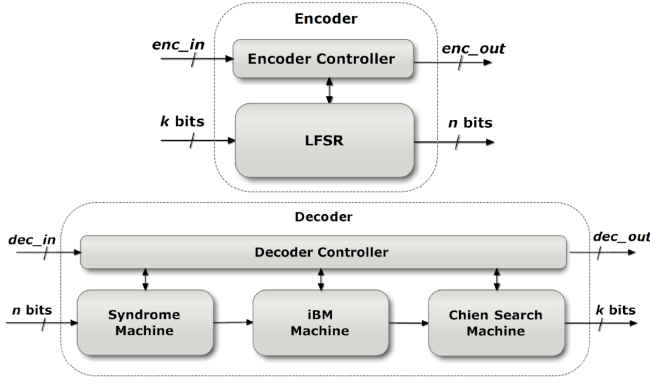 Encoder
enc_in
Encoder Controller
enc_out
k bits
LFSR
n bits
Decoder
dec_in
Decoder Controller
dec_out
n bits
Syndrome
Machine
iBM
Machine
Chien Search
Machine
k bits